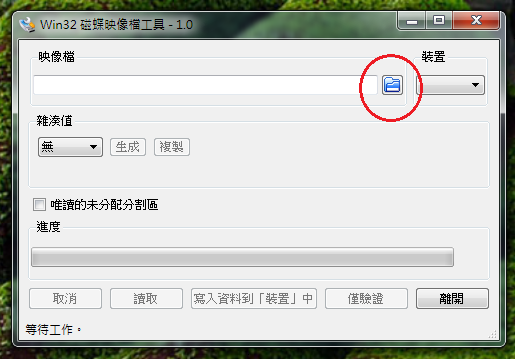 Win32 磁蝶映像檔工具 - 1.0
映像檔
裝置
雜湊值
無
生成
複製
唯讀的未分配分割區
進度
取消
讀取
寫入資料到「裝置」中
僅驗證
離開
等待工作。